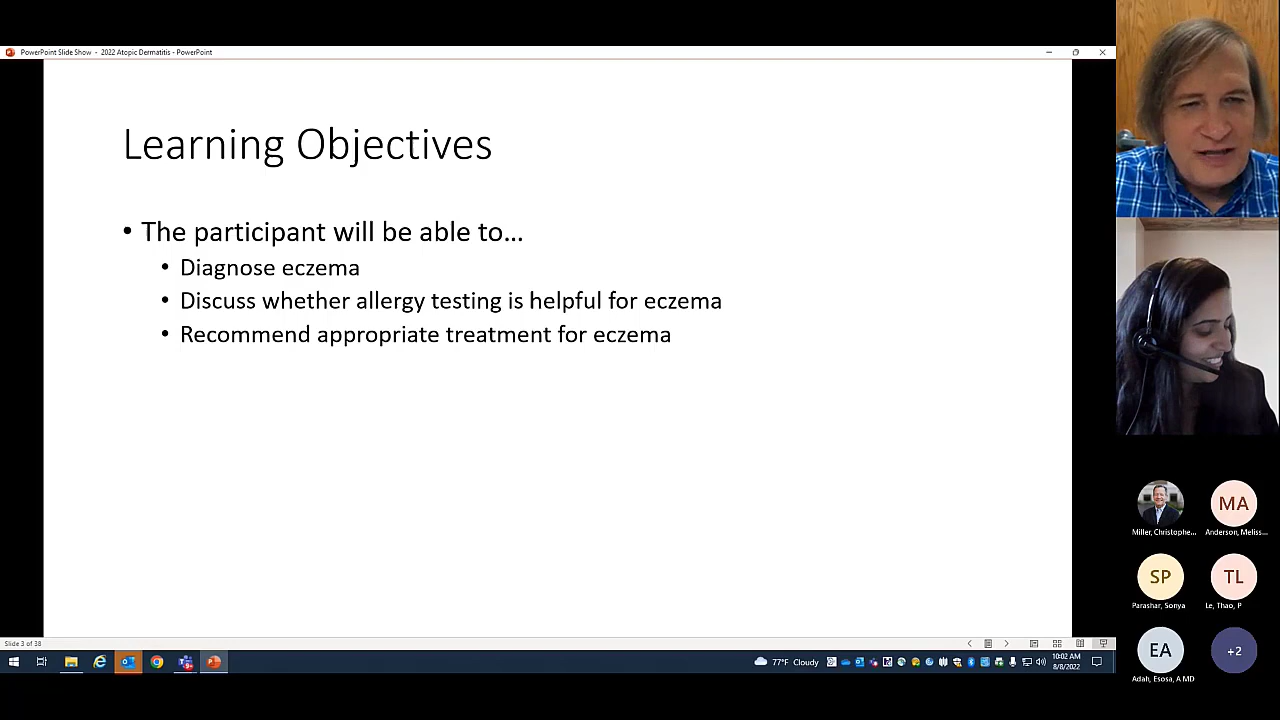 PowerPoint Slide Show - 2022 Atopic Dermatitis - PowerPoint
Learning Objectives
• The participant will be able to...
• Diagnose eczema
• Discuss whether allergy testing is helpful for eczema
• Recommend appropriate treatment for eczema
Slide 3 of 38
77°F Cloudy
10:02 AM
8/8/2022
Miller, Christophe...
MA
Anderson, Meliss...
SP
Parashar, Sonya
TL
Le, Thao, P
EA
Adah, Esosa, A MD
+2